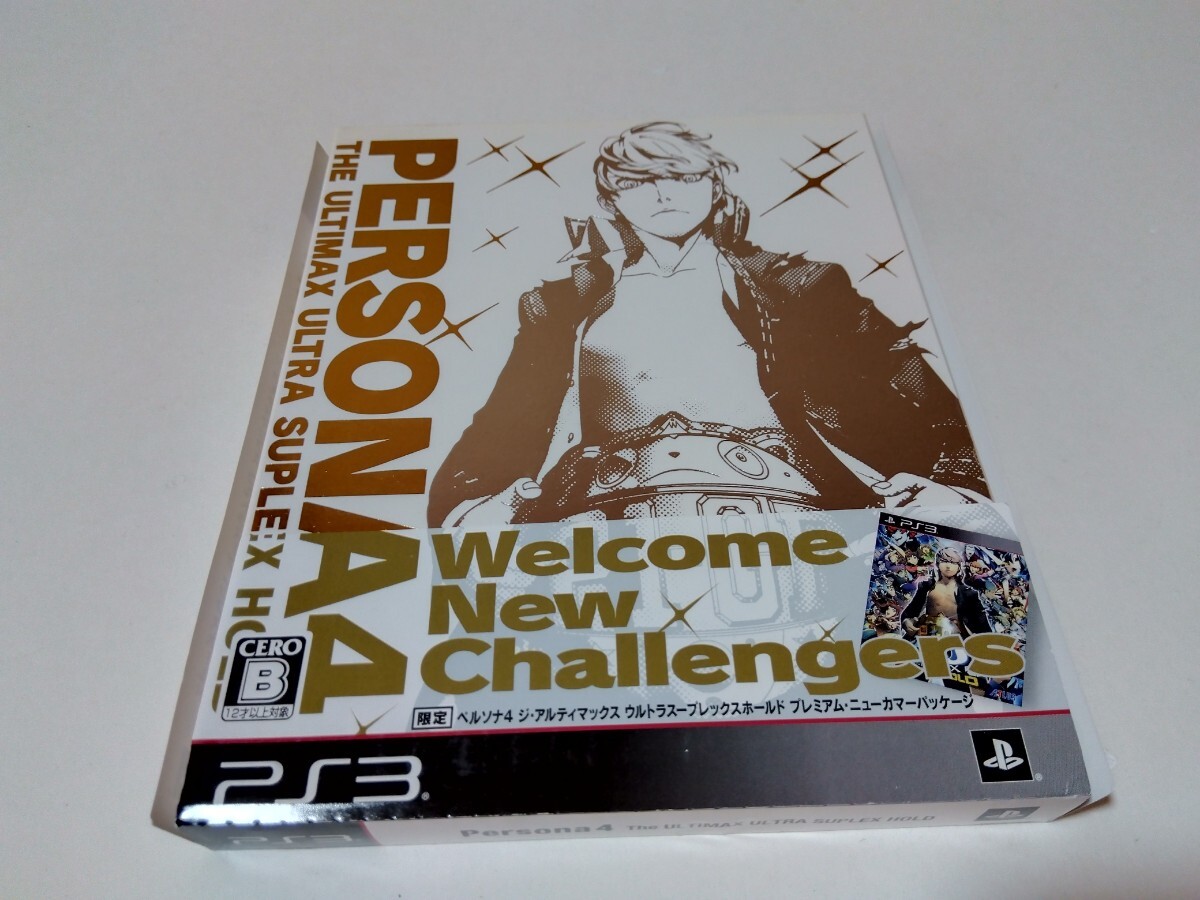 PERSONA4
THE ULTIMAX ULTRA SUPLEX HO
PS3
Welcome
New
Challengers
CERO
B
12才以上対象
限定 ペルソナ4 ジ・アルティマックス ウルトラスープレックスホールド プレミアム・ニューカマーパッケージ
PS3
Persona4 The ULTIMAX ULTRA SUPLEX HOLD